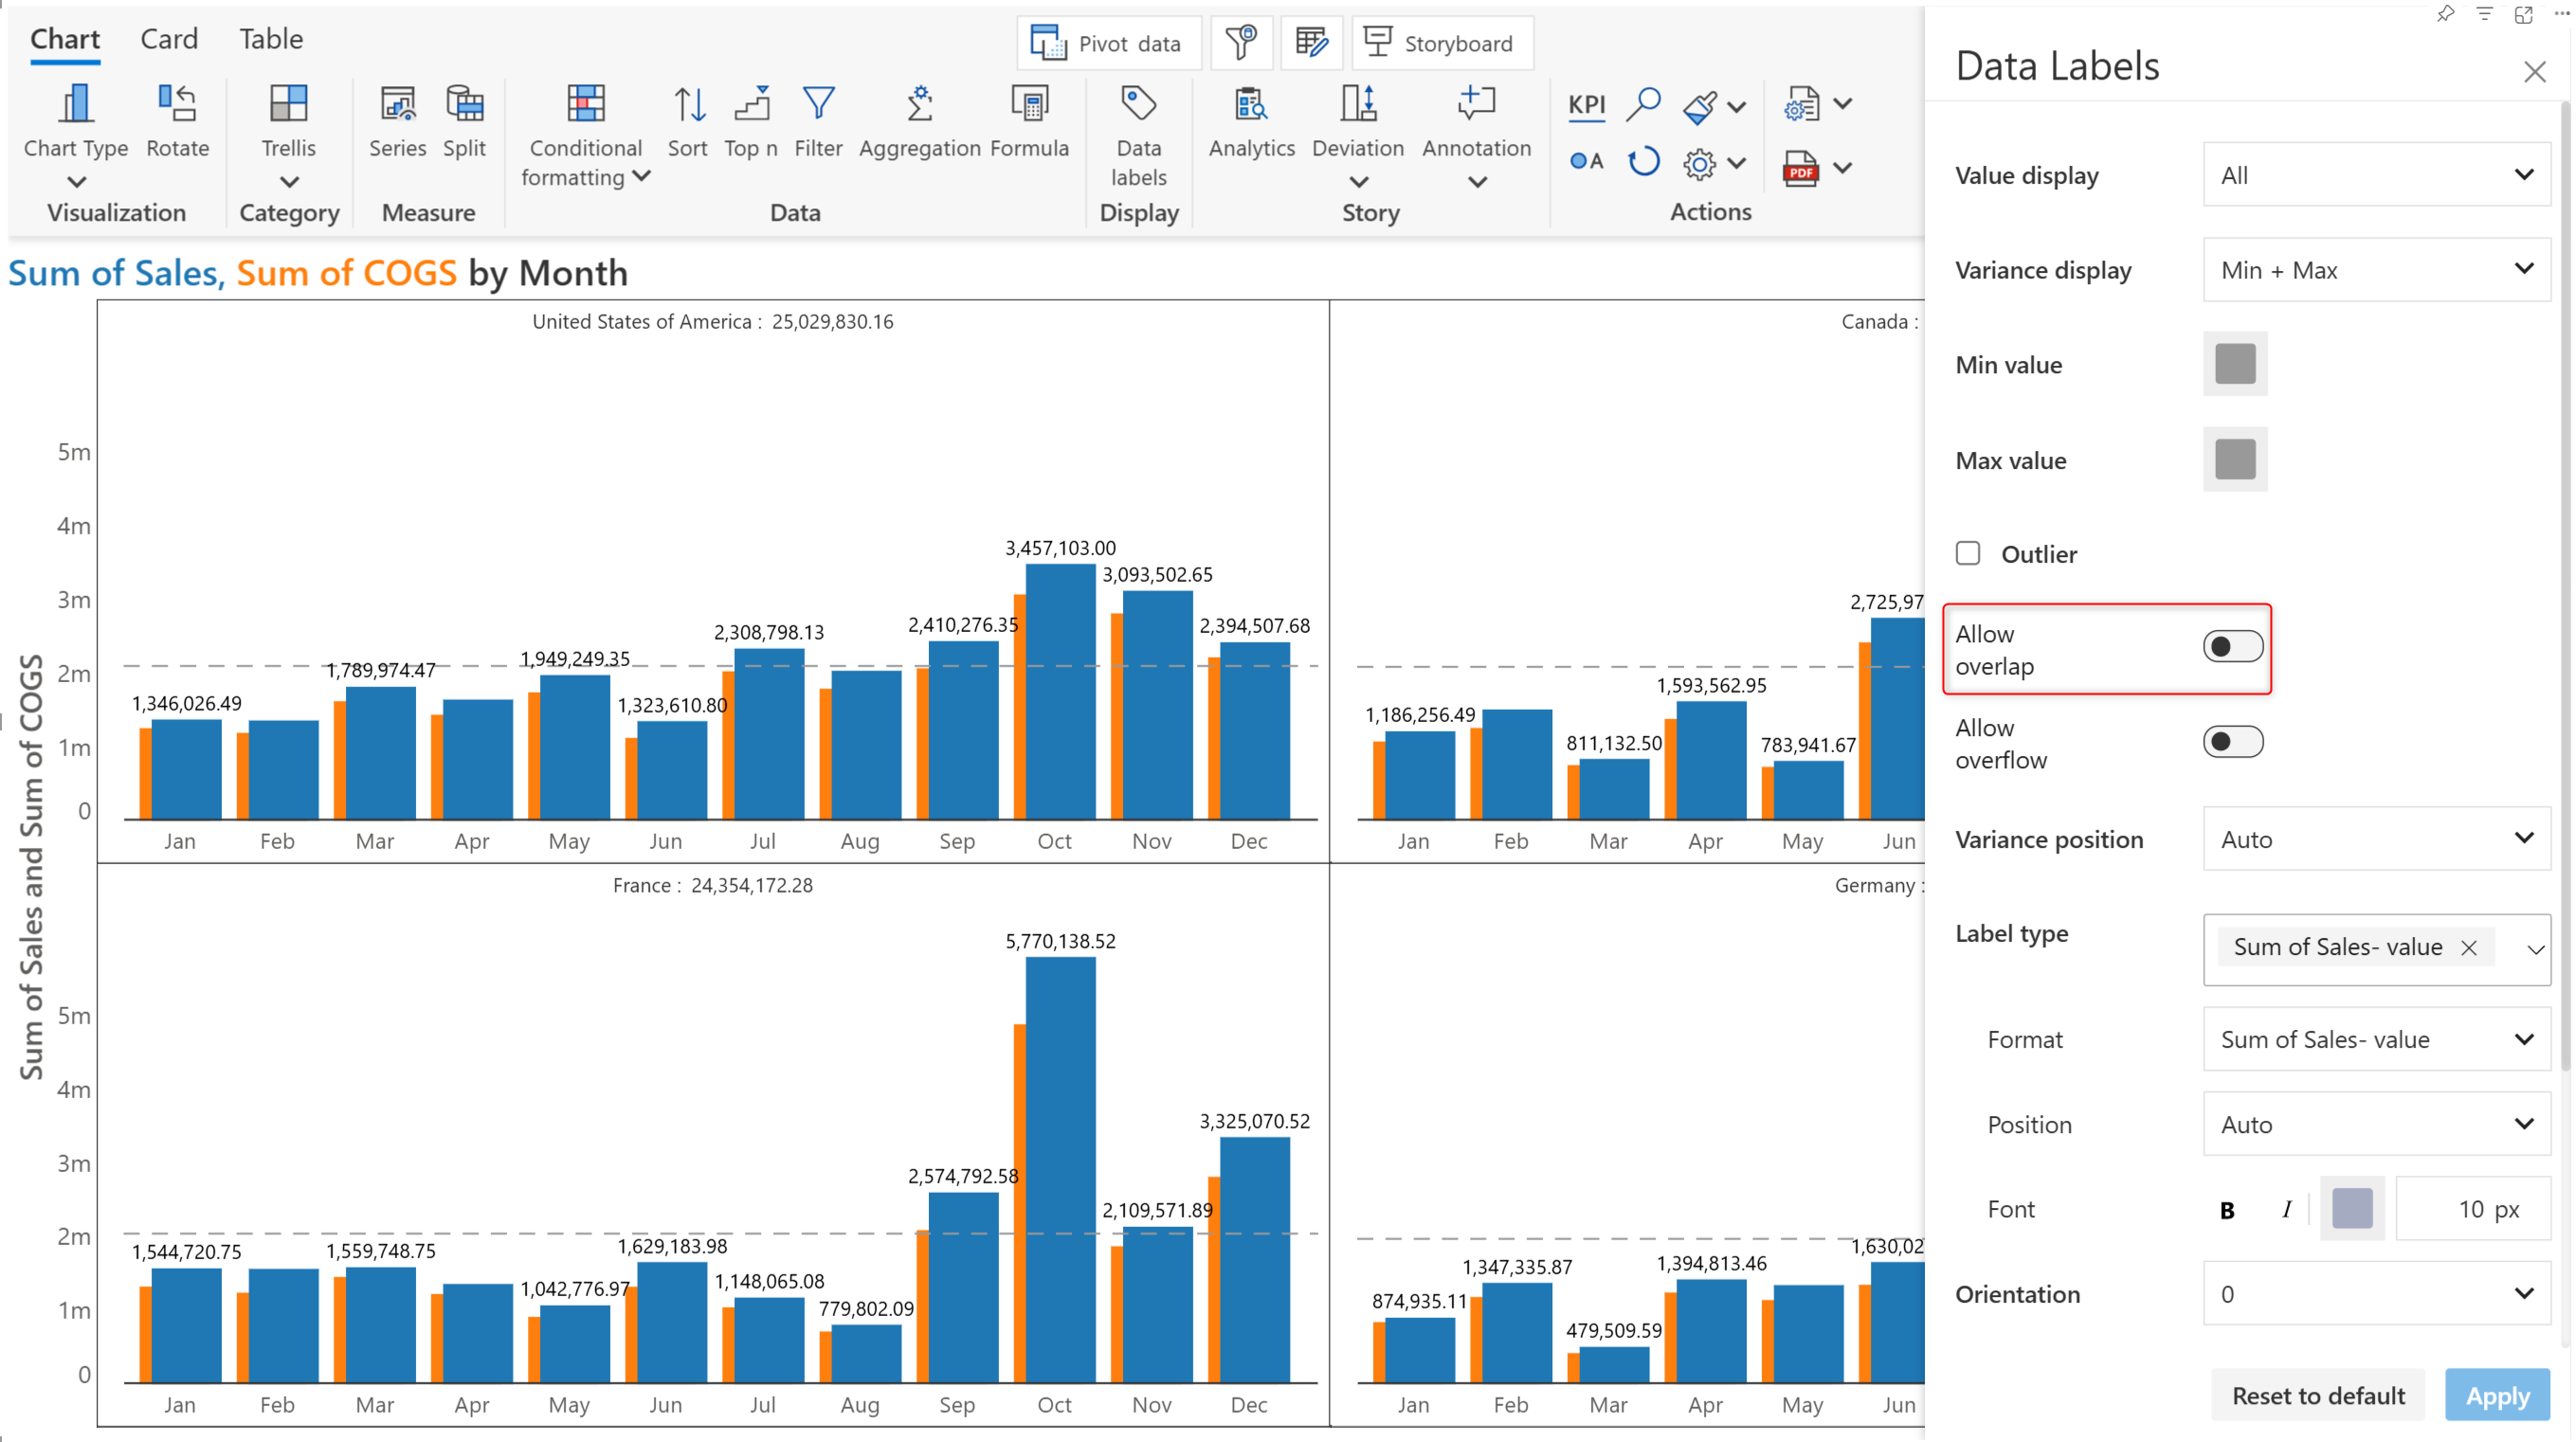 Chart Card Table
Pivot data
Storyboard
Chart Type Rotate
Visualization
Trellis
Category
Series Split
Measure
Conditional
formatting
Sort Top n Filter Aggregation Formula
Data
Data
labels
Display
Analytics Deviation Annotation
Story
KPI
A
PDF
Actions
Sum of Sales, Sum of COGS by Month
Sum of Sales and Sum of COGS
United States of America : 25,029,830.16
5m
4m
3m
2m
1m
0
1,346,026.49
1,789,974.47
1,949,249.35
1,323,610.80
2,308,798.13
2,410,276.35
3,457,103.00
3,093,502.65
2,394,507.68
Jan Feb Mar Apr May Jun Jul Aug Sep Oct Nov Dec
Canada :
1,186,256.49
811,132.50
1,593,562.95
783,941.67
2,725,97
Jan Feb Mar Apr May Jun
France : 24,354,172.28
5m
4m
3m
2m
1m
0
1,544,720.75
1,559,748.75
1,042,776.97
1,629,183.98
1,148,065.08
779,802.09
2,574,792.58
5,770,138.52
2,109,571.89
3,325,070.52
Jan Feb Mar Apr May Jun Jul Aug Sep Oct Nov Dec
Germany :
874,935.11
1,347,335.87
479,509.59
1,394,813.46
1,630,02
Jan Feb Mar Apr May Jun
Data Labels
Value display All
Variance display Min + Max
Min value
Max value
Outlier
Allow
overlap
Allow
overflow
Variance position Auto
Label type Sum of Sales- value
Format Sum of Sales- value
Position Auto
Font B I 10 px
Orientation 0
Reset to default Apply